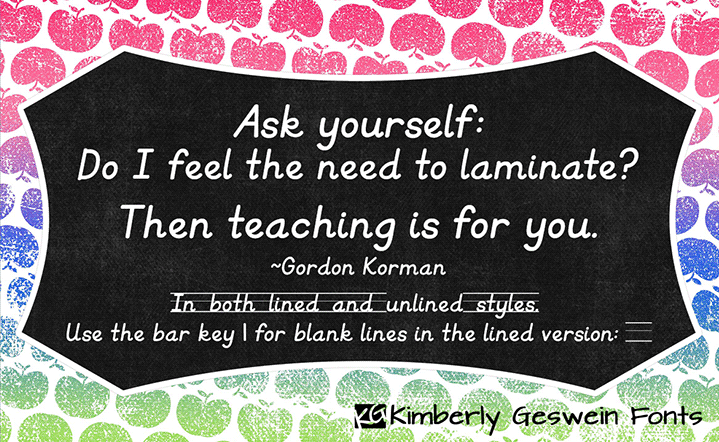 Ask yourself:
Do I feel the need to laminate?
Then teaching is for you.
~Gordon Korman
In both lined and unlined styles.
Use the bar key | for blank lines in the lined version:
KG Kimberly Geswein Fonts